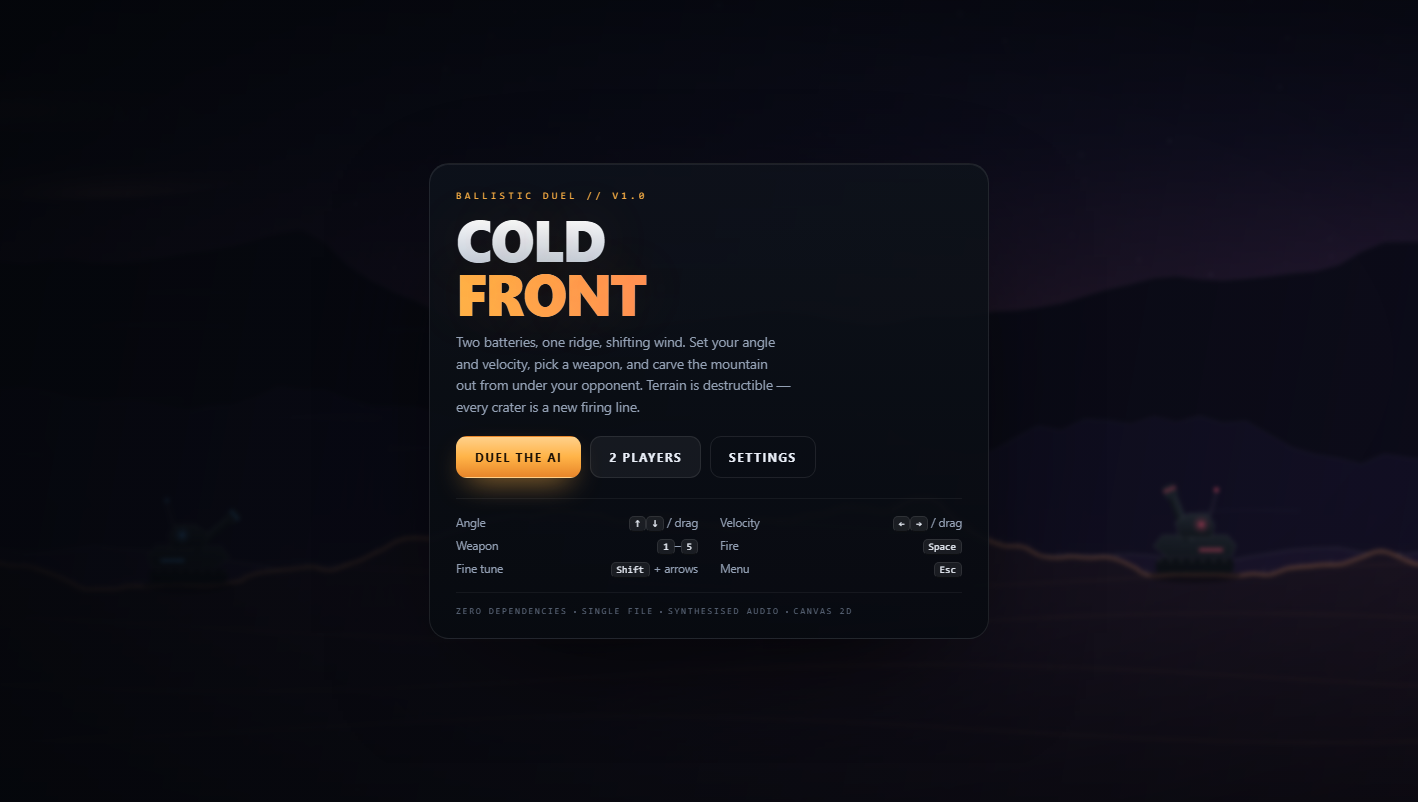 BALLISTIC DUEL // V1.0
COLD
FRONT
Two batteries, one ridge, shifting wind. Set your angle
and velocity, pick a weapon, and carve the mountain
out from under your opponent. Terrain is destructible —
every crater is a new firing line.
DUEL THE AI 2 PLAYERS SETTINGS
Angle ↑ ↓ / drag Velocity ← → / drag
Weapon 1–5 Fire Space
Fine tune Shift + arrows Menu Esc
ZERO DEPENDENCIES • SINGLE FILE • SYNTHESISED AUDIO • CANVAS 2D